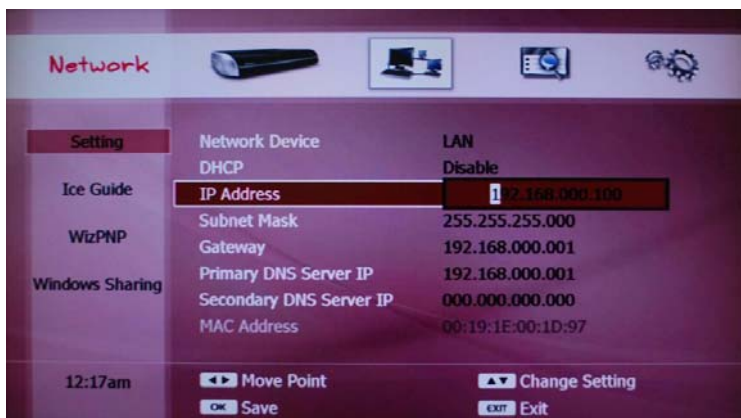 Network
Setting
Ice Guide
WizPNP
Windows Sharing
Network Device LAN
DHCP Disable
IP Address 192.168.000.100
Subnet Mask 255.255.255.000
Gateway 192.168.000.001
Primary DNS Server IP 192.168.000.001
Secondary DNS Server IP 000.000.000.000
MAC Address 00:19:1E:00:1D:97
12:17am
◄► Move Point
▲▼ Change Setting
OK Save
EXIT Exit